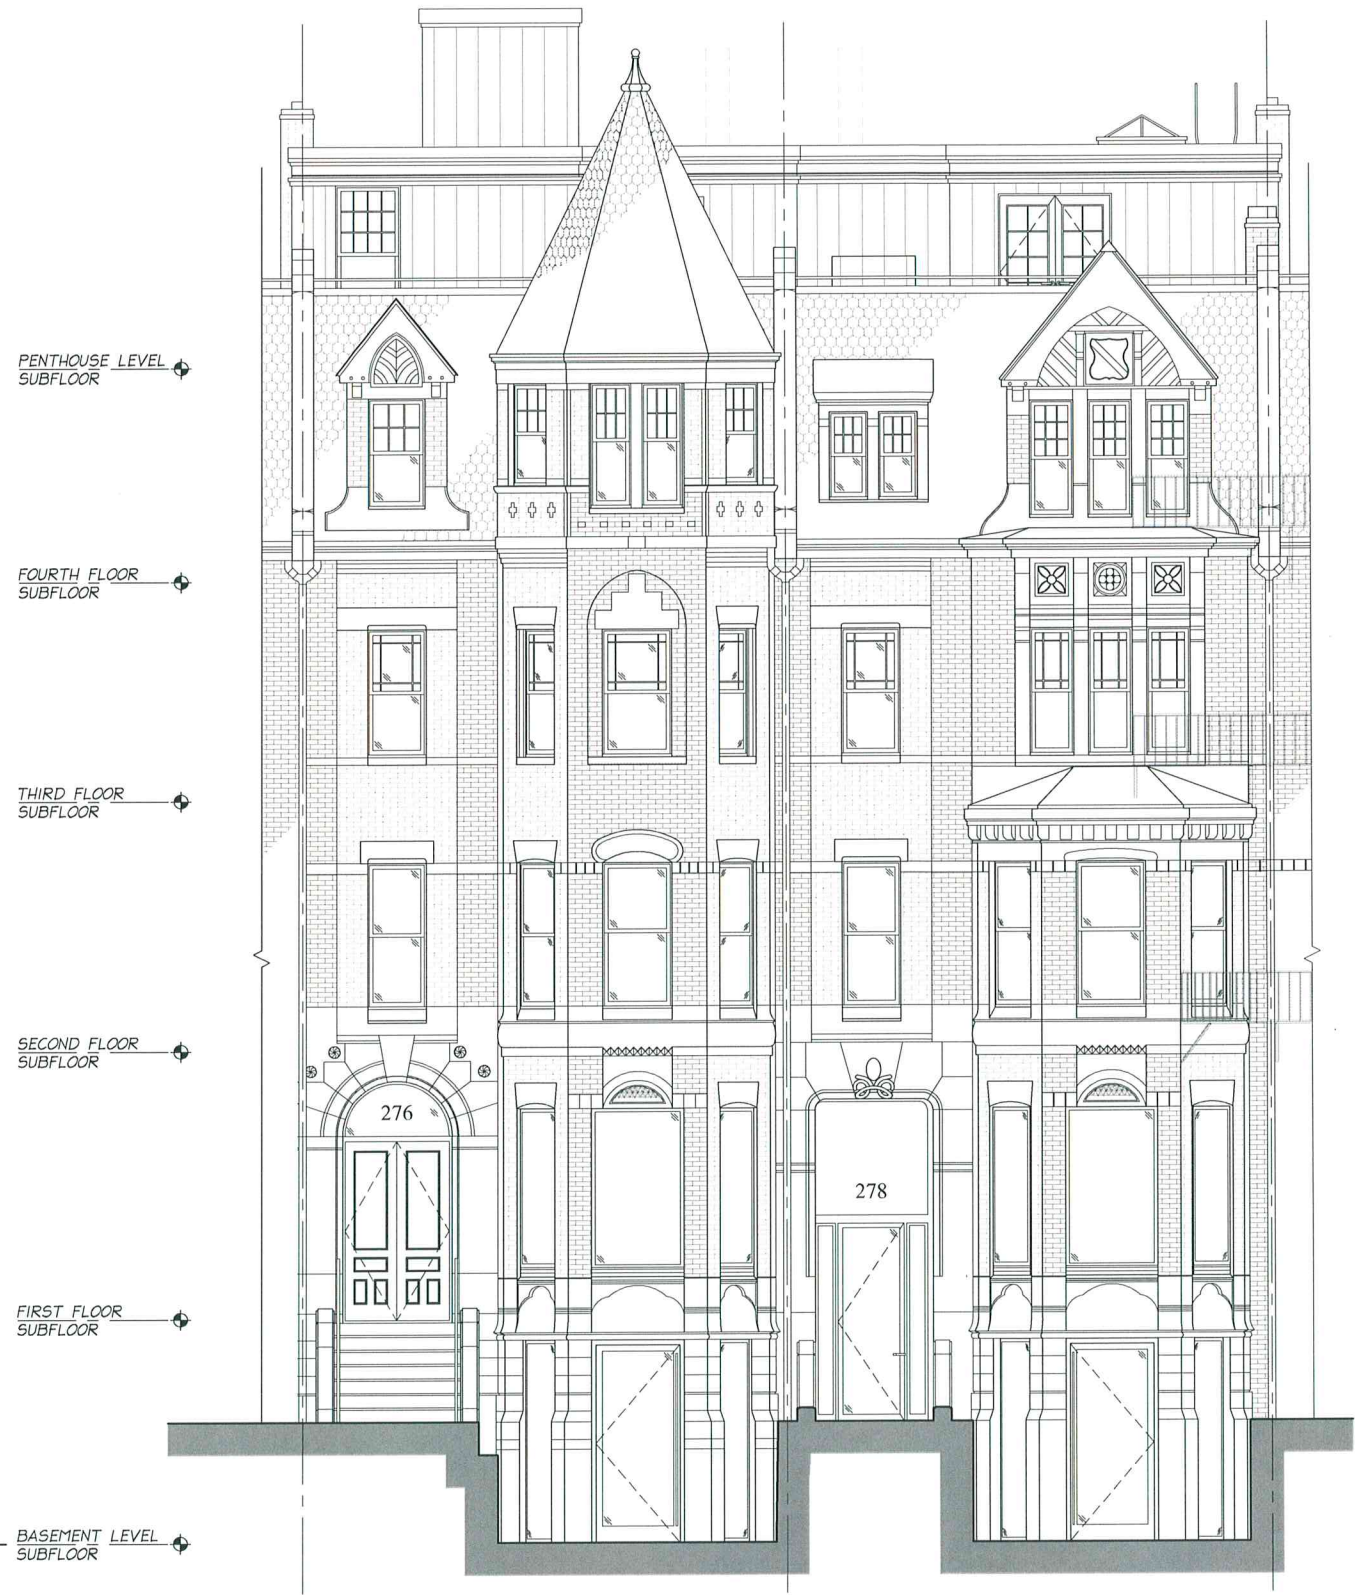 PENTHOUSE LEVEL
SUBFLOOR
FOURTH FLOOR
SUBFLOOR
THIRD FLOOR
SUBFLOOR
SECOND FLOOR
SUBFLOOR
276
278
FIRST FLOOR
SUBFLOOR
BASEMENT LEVEL
SUBFLOOR